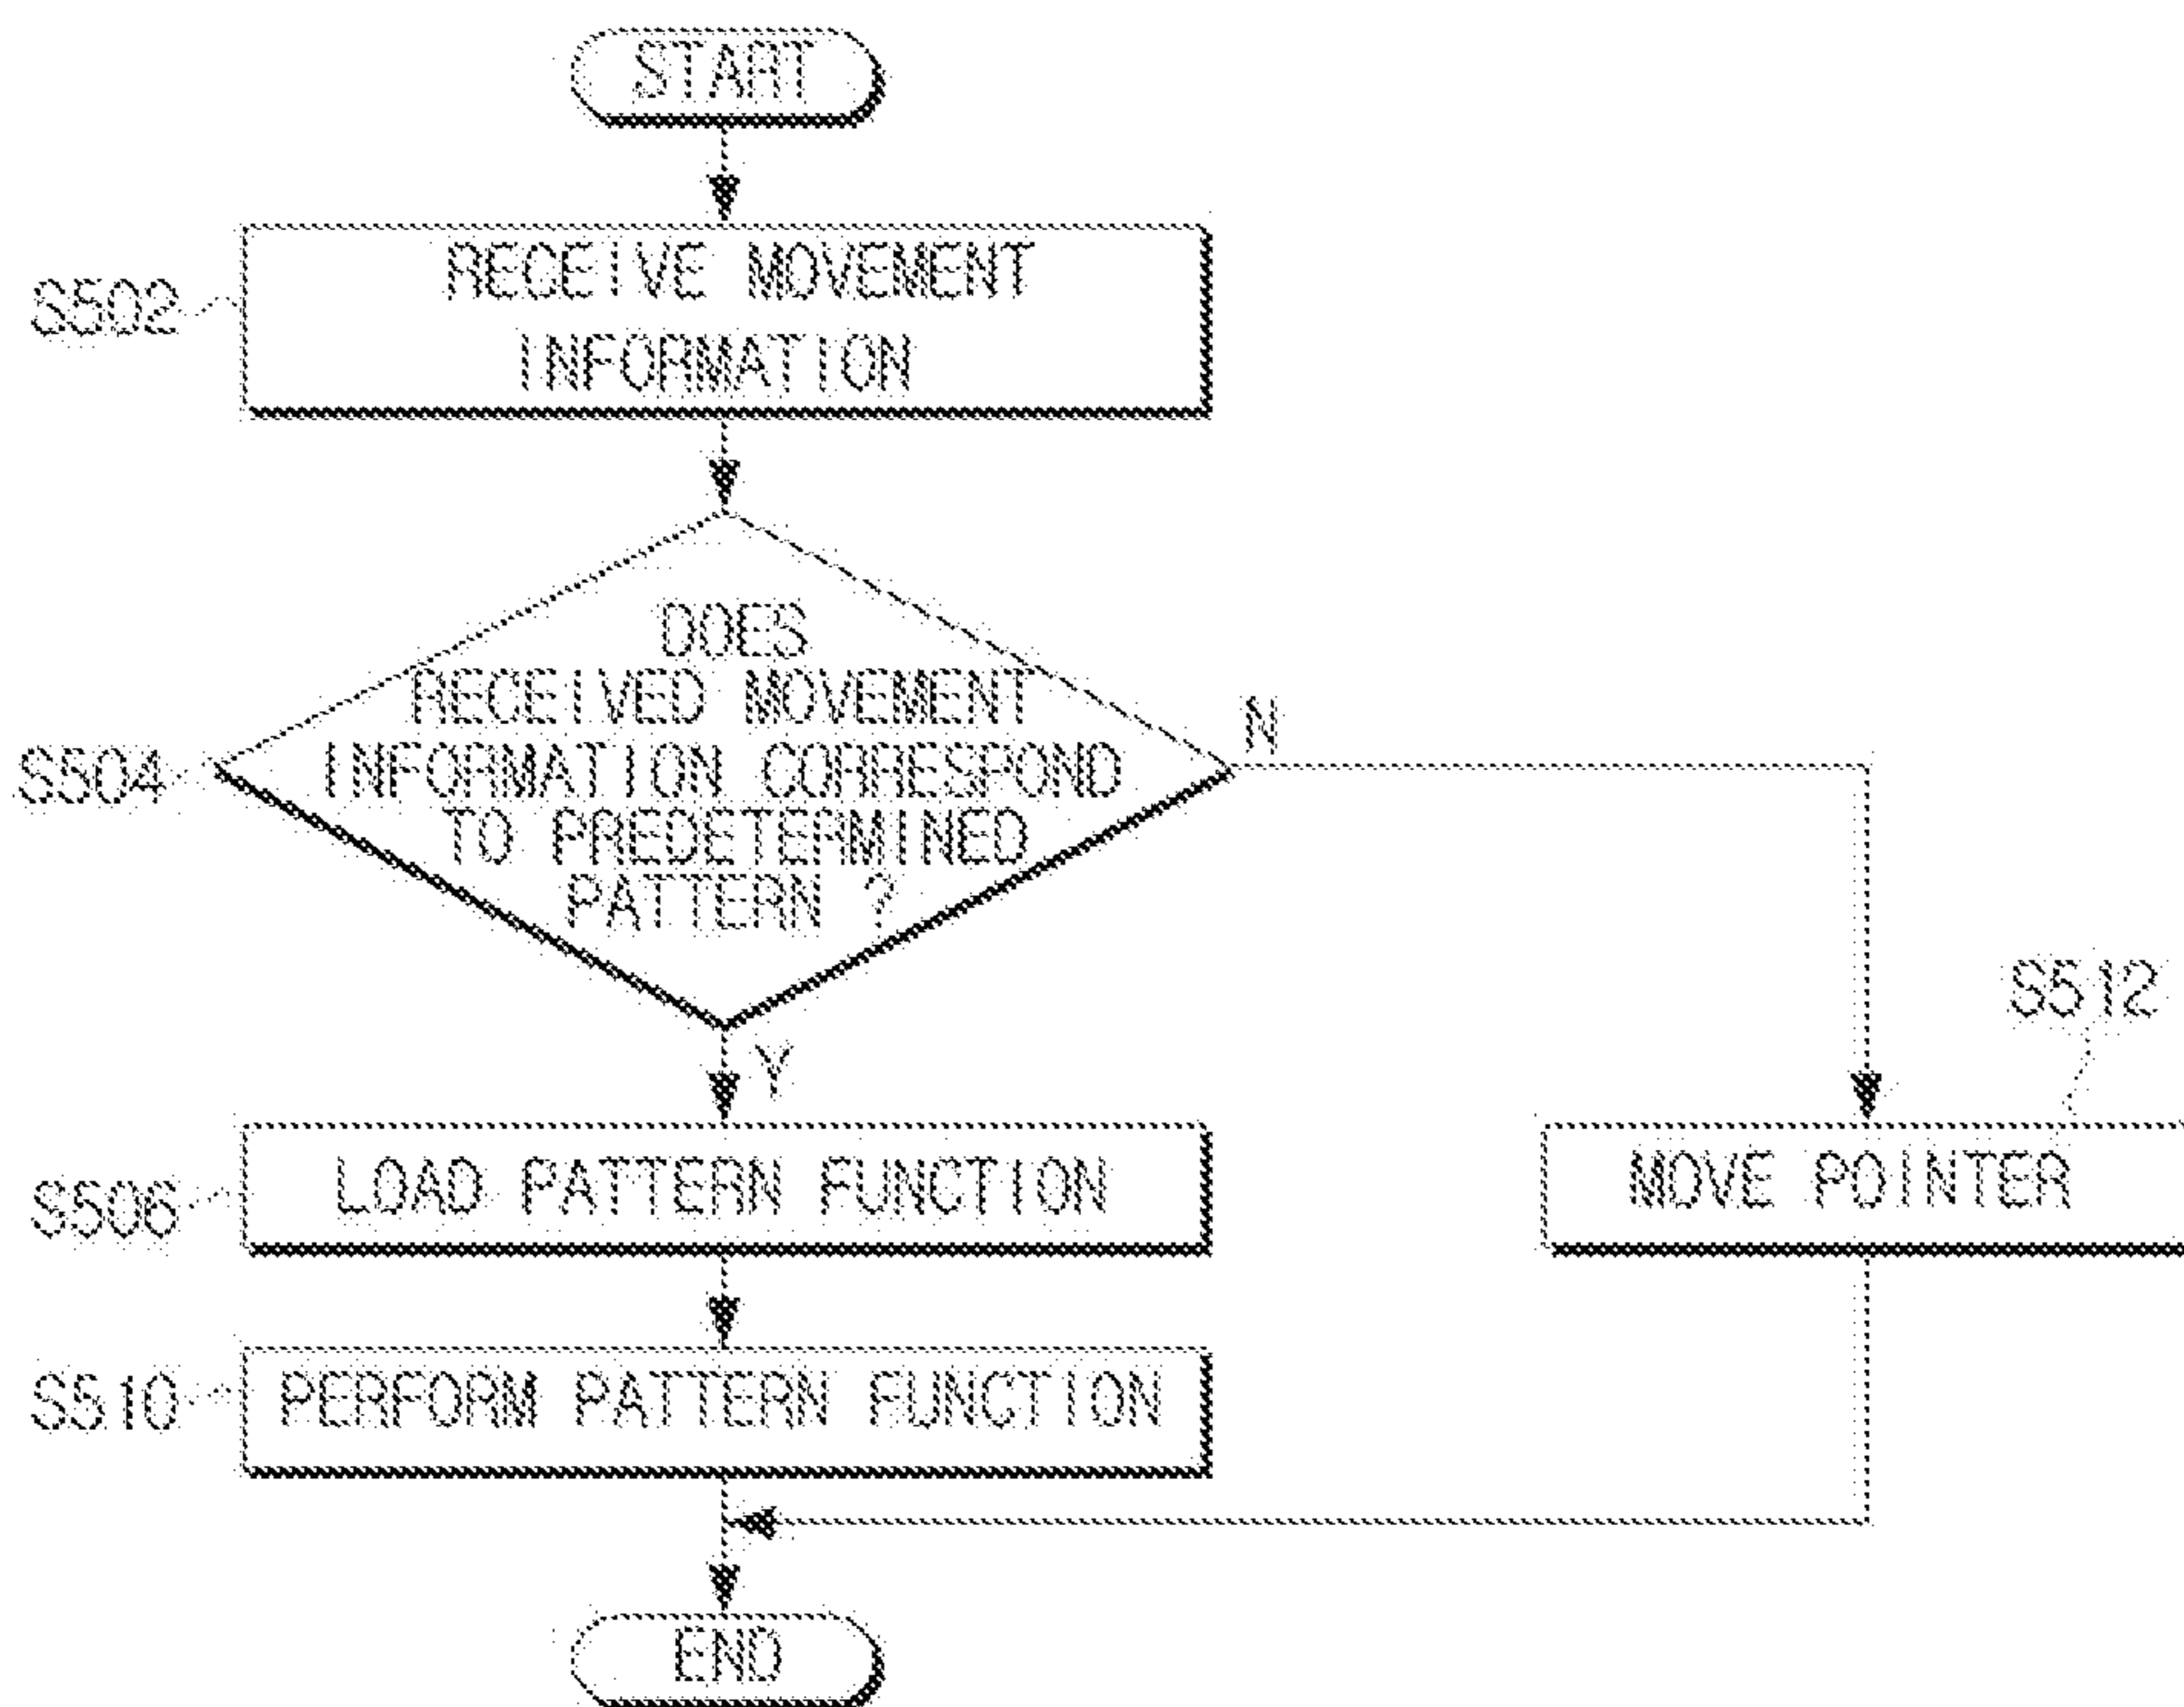 START
S502
RECEIVE MOVEMENT
INFORMATION
S504
DOES
RECEIVED MOVEMENT
INFORMATION CORRESPOND
TO PREDETERMINED
PATTERN ?
N
Y
S512
S506
LOAD PATTERN FUNCTION
MOVE POINTER
S510
PERFORM PATTERN FUNCTION
END